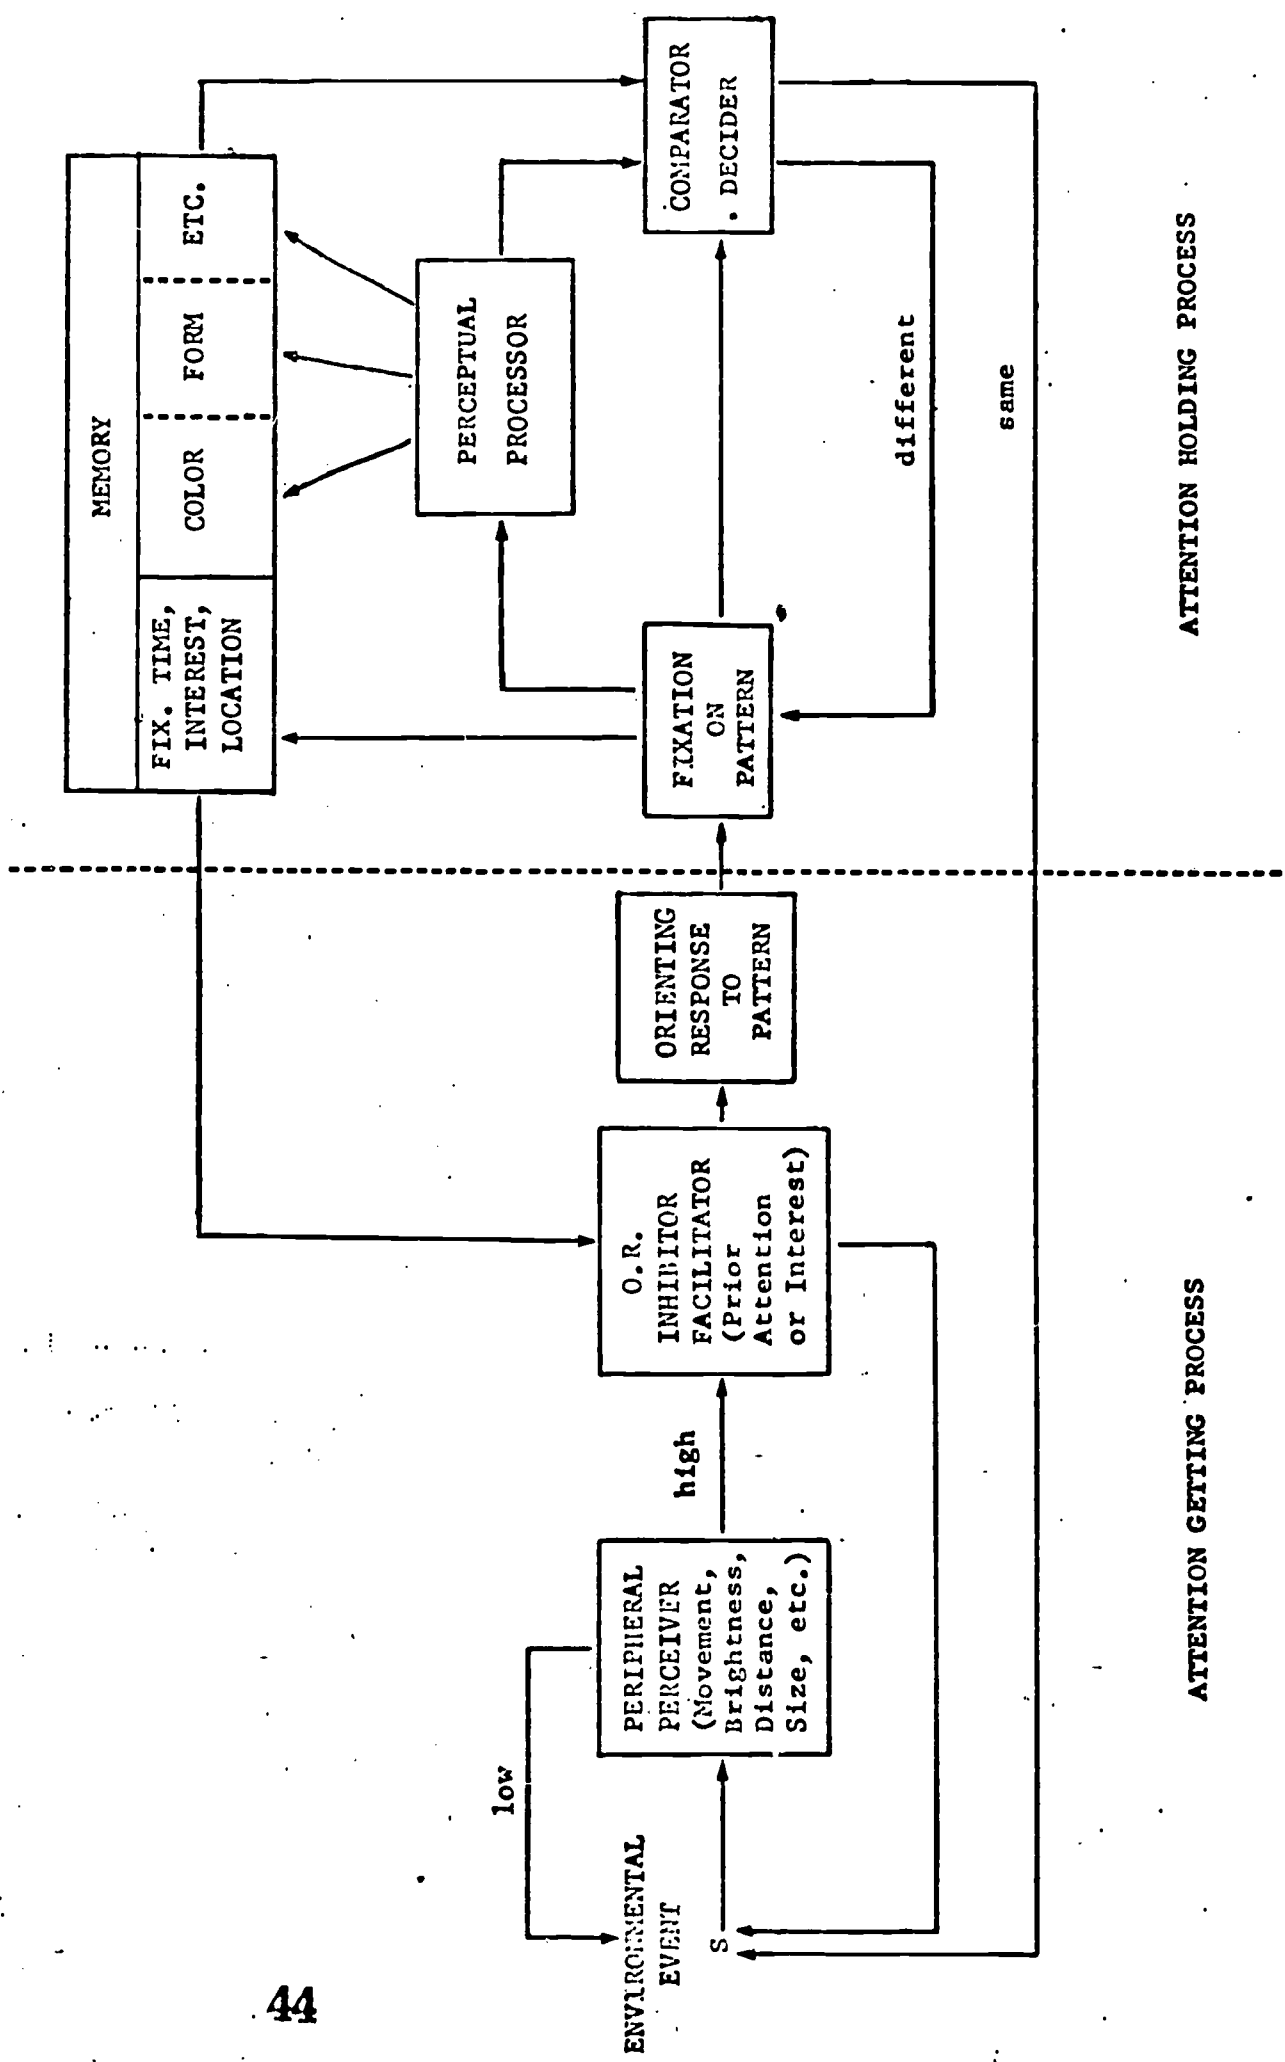 MEMORY
FIX. TIME,
INTEREST,
LOCATION
COLOR
FORM
ETC.
PERCEPTUAL
PROCESSOR
low
ENVIRONMENTAL
EVENT
S
PERIPHERAL
PERCEIVER
(Movement,
Brightness,
Distance,
Size, etc.)
high
O.R.
INHIBITOR
FACILITATOR
(Prior
Attention
or Interest)
ORIENTING
RESPONSE
TO
PATTERN
FIXATION
ON
PATTERN
COMPARATOR
. DECIDER
different
same
ATTENTION GETTING PROCESS
ATTENTION HOLDING PROCESS
44